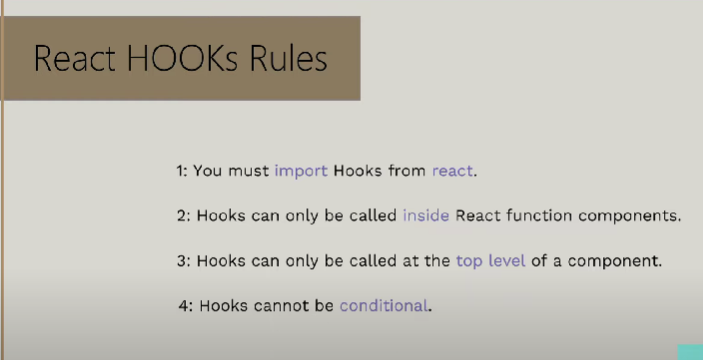 React HOOKs Rules
1: You must import Hooks from react.
2: Hooks can only be called inside React function components.
3: Hooks can only be called at the top level of a component.
4: Hooks cannot be conditional.